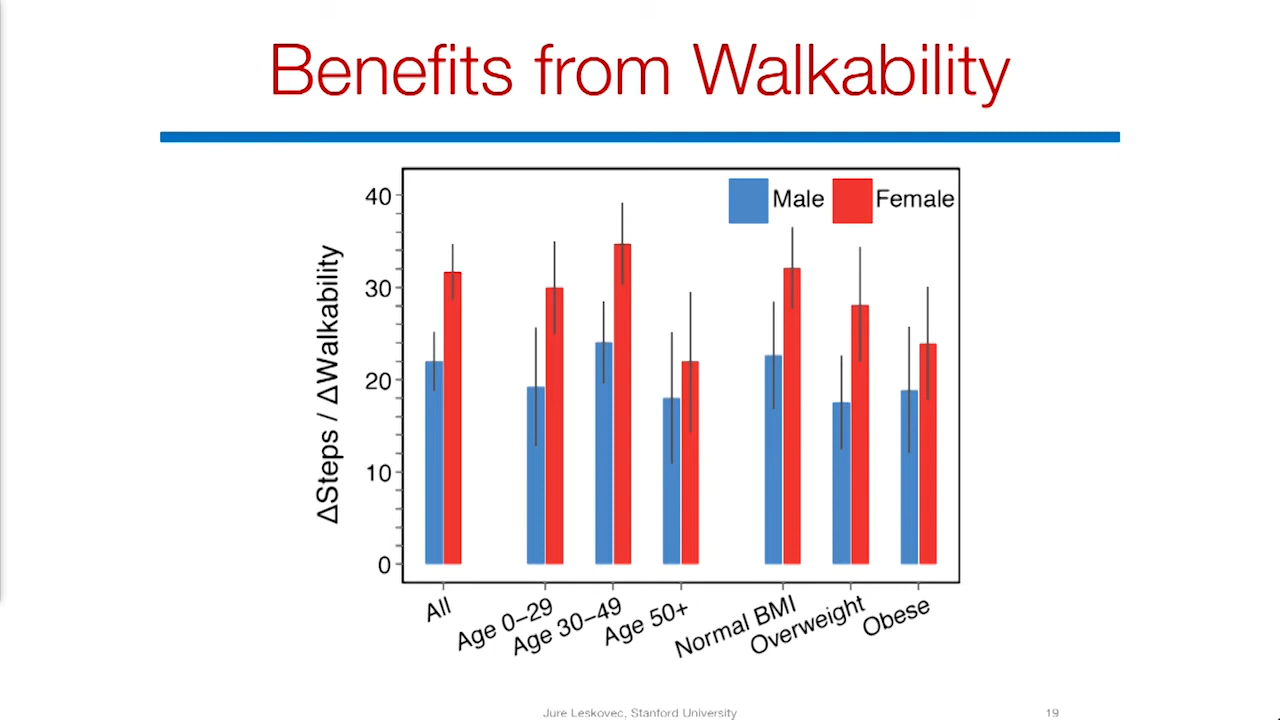 Benefits from Walkability
Male Female
ΔSteps / ΔWalkability
40
30
20
10
0
All
Age 0–29
Age 30–49
Age 50+
Normal BMI
Overweight
Obese
Jure Leskovec, Stanford University
19